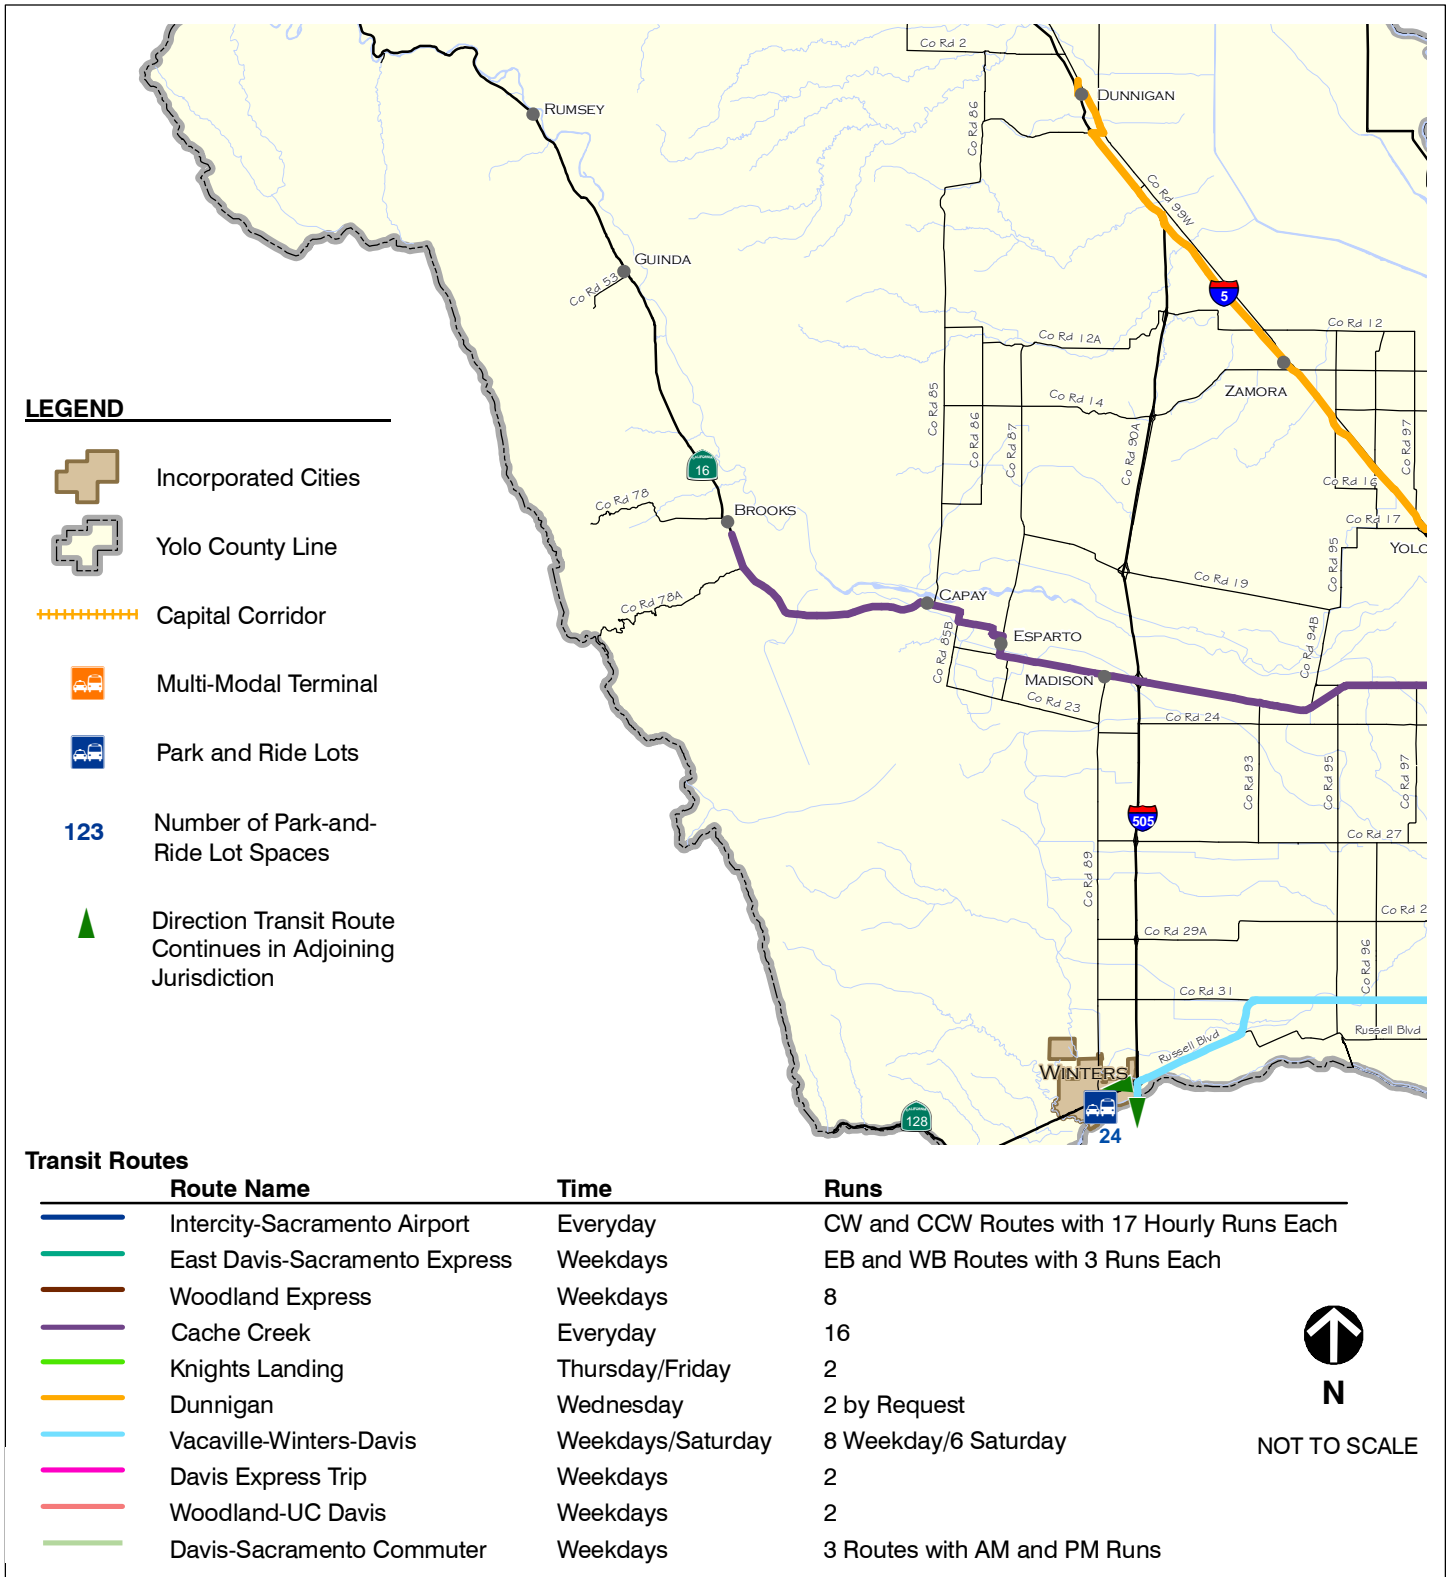 Co Rd 2
DUNNIGAN
RUMSEY
Co Rd 86
Co Rd 99W
GUINDA
Co Rd 53
5
Co Rd 12
Co Rd 12A
ZAMORA
Co Rd 85
Co Rd 14
Co Rd 86
Co Rd 87
Co Rd 90A
Co Rd 97
LEGEND
Incorporated Cities
Yolo County Line
Capital Corridor
Multi-Modal Terminal
Park and Ride Lots
123
Number of Park-and-
Ride Lot Spaces
Direction Transit Route
Continues in Adjoining
Jurisdiction
CALIFORNIA
16
Co Rd 16
Co Rd 78
BROOKS
Co Rd 17
YOLO
Co Rd 95
Co Rd 19
Co Rd 78A
CAPAY
Co Rd 85B
ESPARTO
Co Rd 94B
MADISON
Co Rd 23
Co Rd 24
Co Rd 93
Co Rd 95
Co Rd 97
505
Co Rd 27
Co Rd 89
Co Rd 2
Co Rd 29A
Co Rd 96
Co Rd 31
Russell Blvd
Russell Blvd
WINTERS
CALIFORNIA
128
24
Transit Routes
Route Name Time Runs
Intercity-Sacramento Airport Everyday CW and CCW Routes with 17 Hourly Runs Each
East Davis-Sacramento Express Weekdays EB and WB Routes with 3 Runs Each
Woodland Express Weekdays 8
Cache Creek Everyday 16
Knights Landing Thursday/Friday 2
Dunnigan Wednesday 2 by Request
Vacaville-Winters-Davis Weekdays/Saturday 8 Weekday/6 Saturday
Davis Express Trip Weekdays 2
Woodland-UC Davis Weekdays 2
Davis-Sacramento Commuter Weekdays 3 Routes with AM and PM Runs
N
NOT TO SCALE